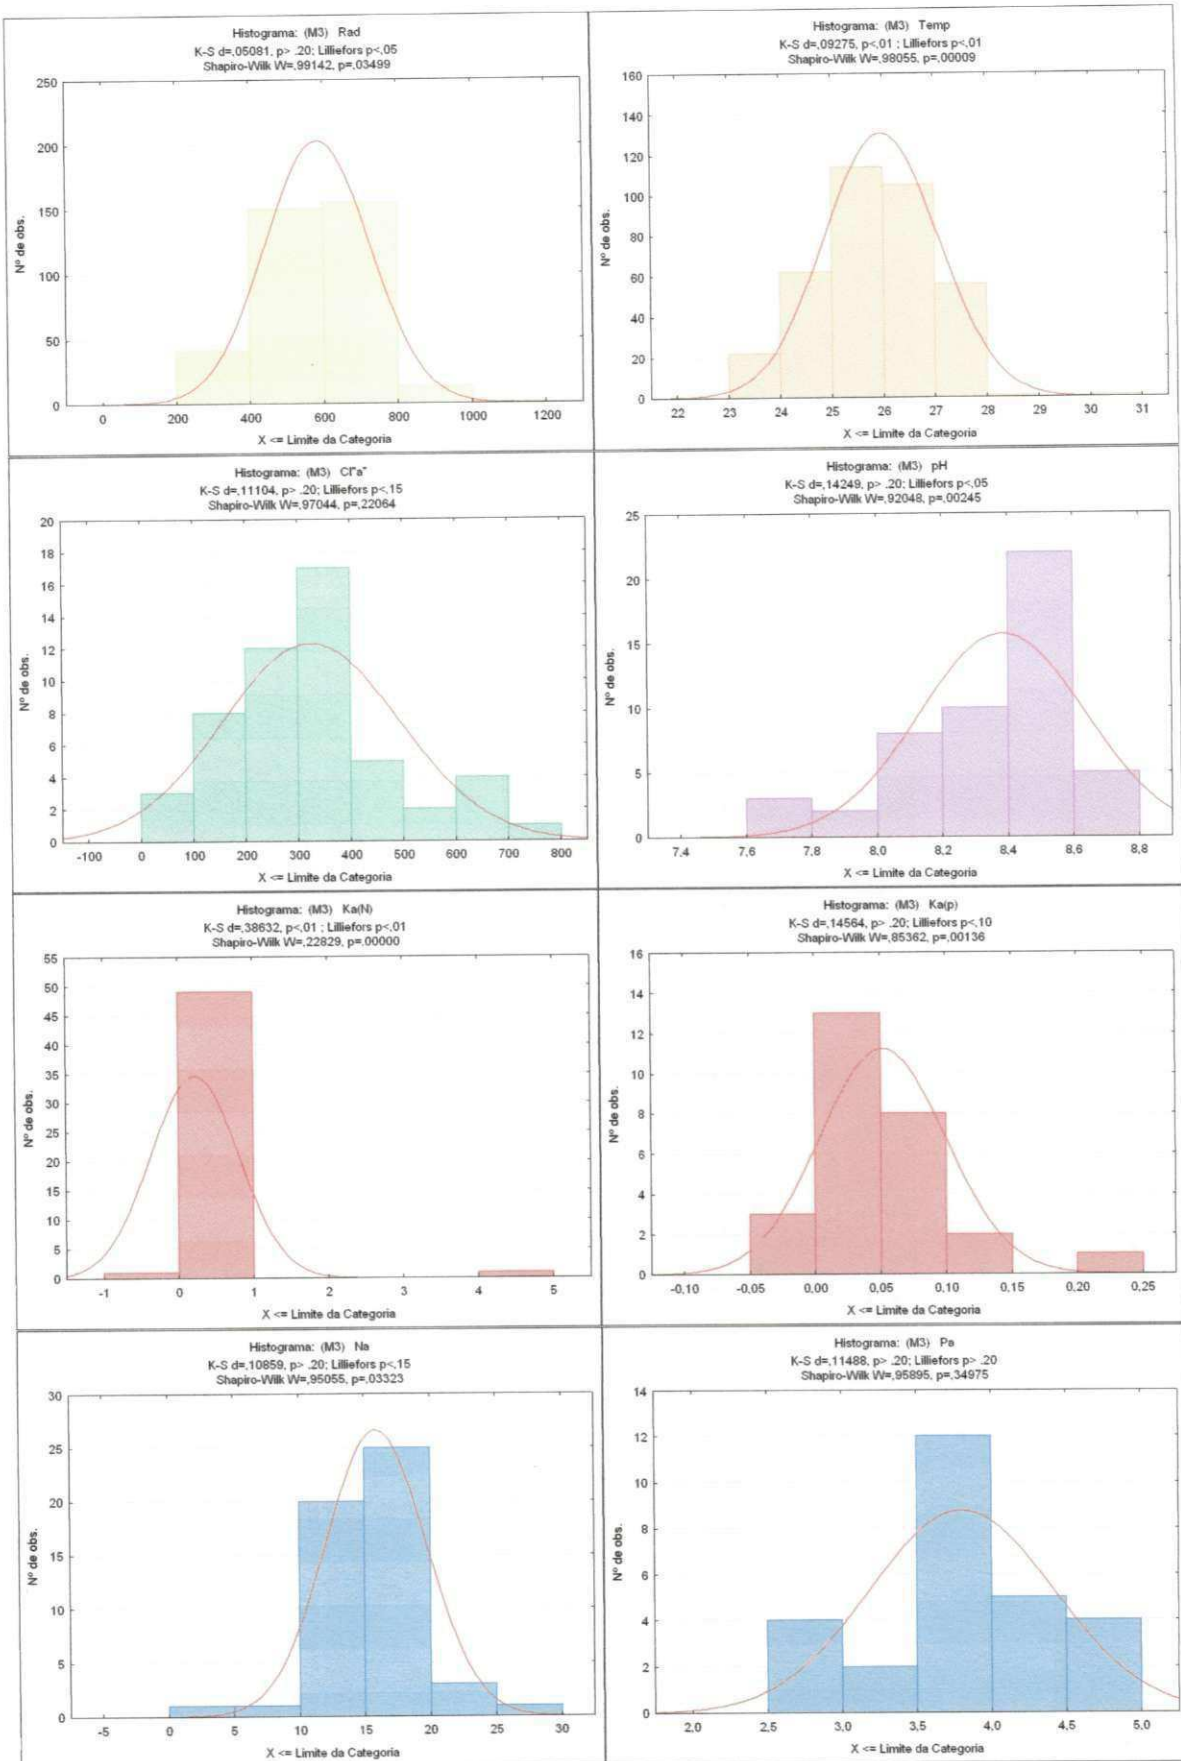 Histograma: (M3) Rad
K-S d=,05081, p> .20; Lilliefors p<,05
Shapiro-Wilk W=,99142, p=,03499
250
200
150
100
50
0
Nº de obs.
0 200 400 600 800 1000 1200
X <= Limite da Categoria
Histograma: (M3) Temp
K-S d=,09275, p<,01 ; Lilliefors p<,01
Shapiro-Wilk W=,98055, p=,00009
160
140
120
100
80
60
40
20
0
Nº de obs.
22 23 24 25 26 27 28 29 30 31
X <= Limite da Categoria
Histograma: (M3) Cl"a"
K-S d=,11104, p> .20; Lilliefors p<,15
Shapiro-Wilk W=,97044, p=,22064
20
18
16
14
12
10
8
6
4
2
0
Nº de obs.
-100 0 100 200 300 400 500 600 700 800
X <= Limite da Categoria
Histograma: (M3) pH
K-S d=,14249, p> .20; Lilliefors p<,05
Shapiro-Wilk W=,92048, p=,00245
25
20
15
10
5
0
Nº de obs.
7,4 7,6 7,8 8,0 8,2 8,4 8,6 8,8
X <= Limite da Categoria
Histograma: (M3) Ka(N)
K-S d=,38632, p<,01 ; Lilliefors p<,01
Shapiro-Wilk W=,22829, p=,00000
55
50
45
40
35
30
25
20
15
10
5
0
Nº de obs.
-1 0 1 2 3 4 5
X <= Limite da Categoria
Histograma: (M3) Ka(p)
K-S d=,14564, p> .20; Lilliefors p<,10
Shapiro-Wilk W=,85362, p=,00136
16
14
12
10
8
6
4
2
0
Nº de obs.
-0,10 -0,05 0,00 0,05 0,10 0,15 0,20 0,25
X <= Limite da Categoria
Histograma: (M3) Na
K-S d=,10859, p> .20; Lilliefors p<,15
Shapiro-Wilk W=,95055, p=,03323
30
25
20
15
10
5
0
Nº de obs.
-5 0 5 10 15 20 25 30
X <= Limite da Categoria
Histograma: (M3) Pa
K-S d=,11488, p> .20; Lilliefors p> .20
Shapiro-Wilk W=,95895, p=,34975
14
12
10
8
6
4
2
0
Nº de obs.
2,0 2,5 3,0 3,5 4,0 4,5 5,0
X <= Limite da Categoria